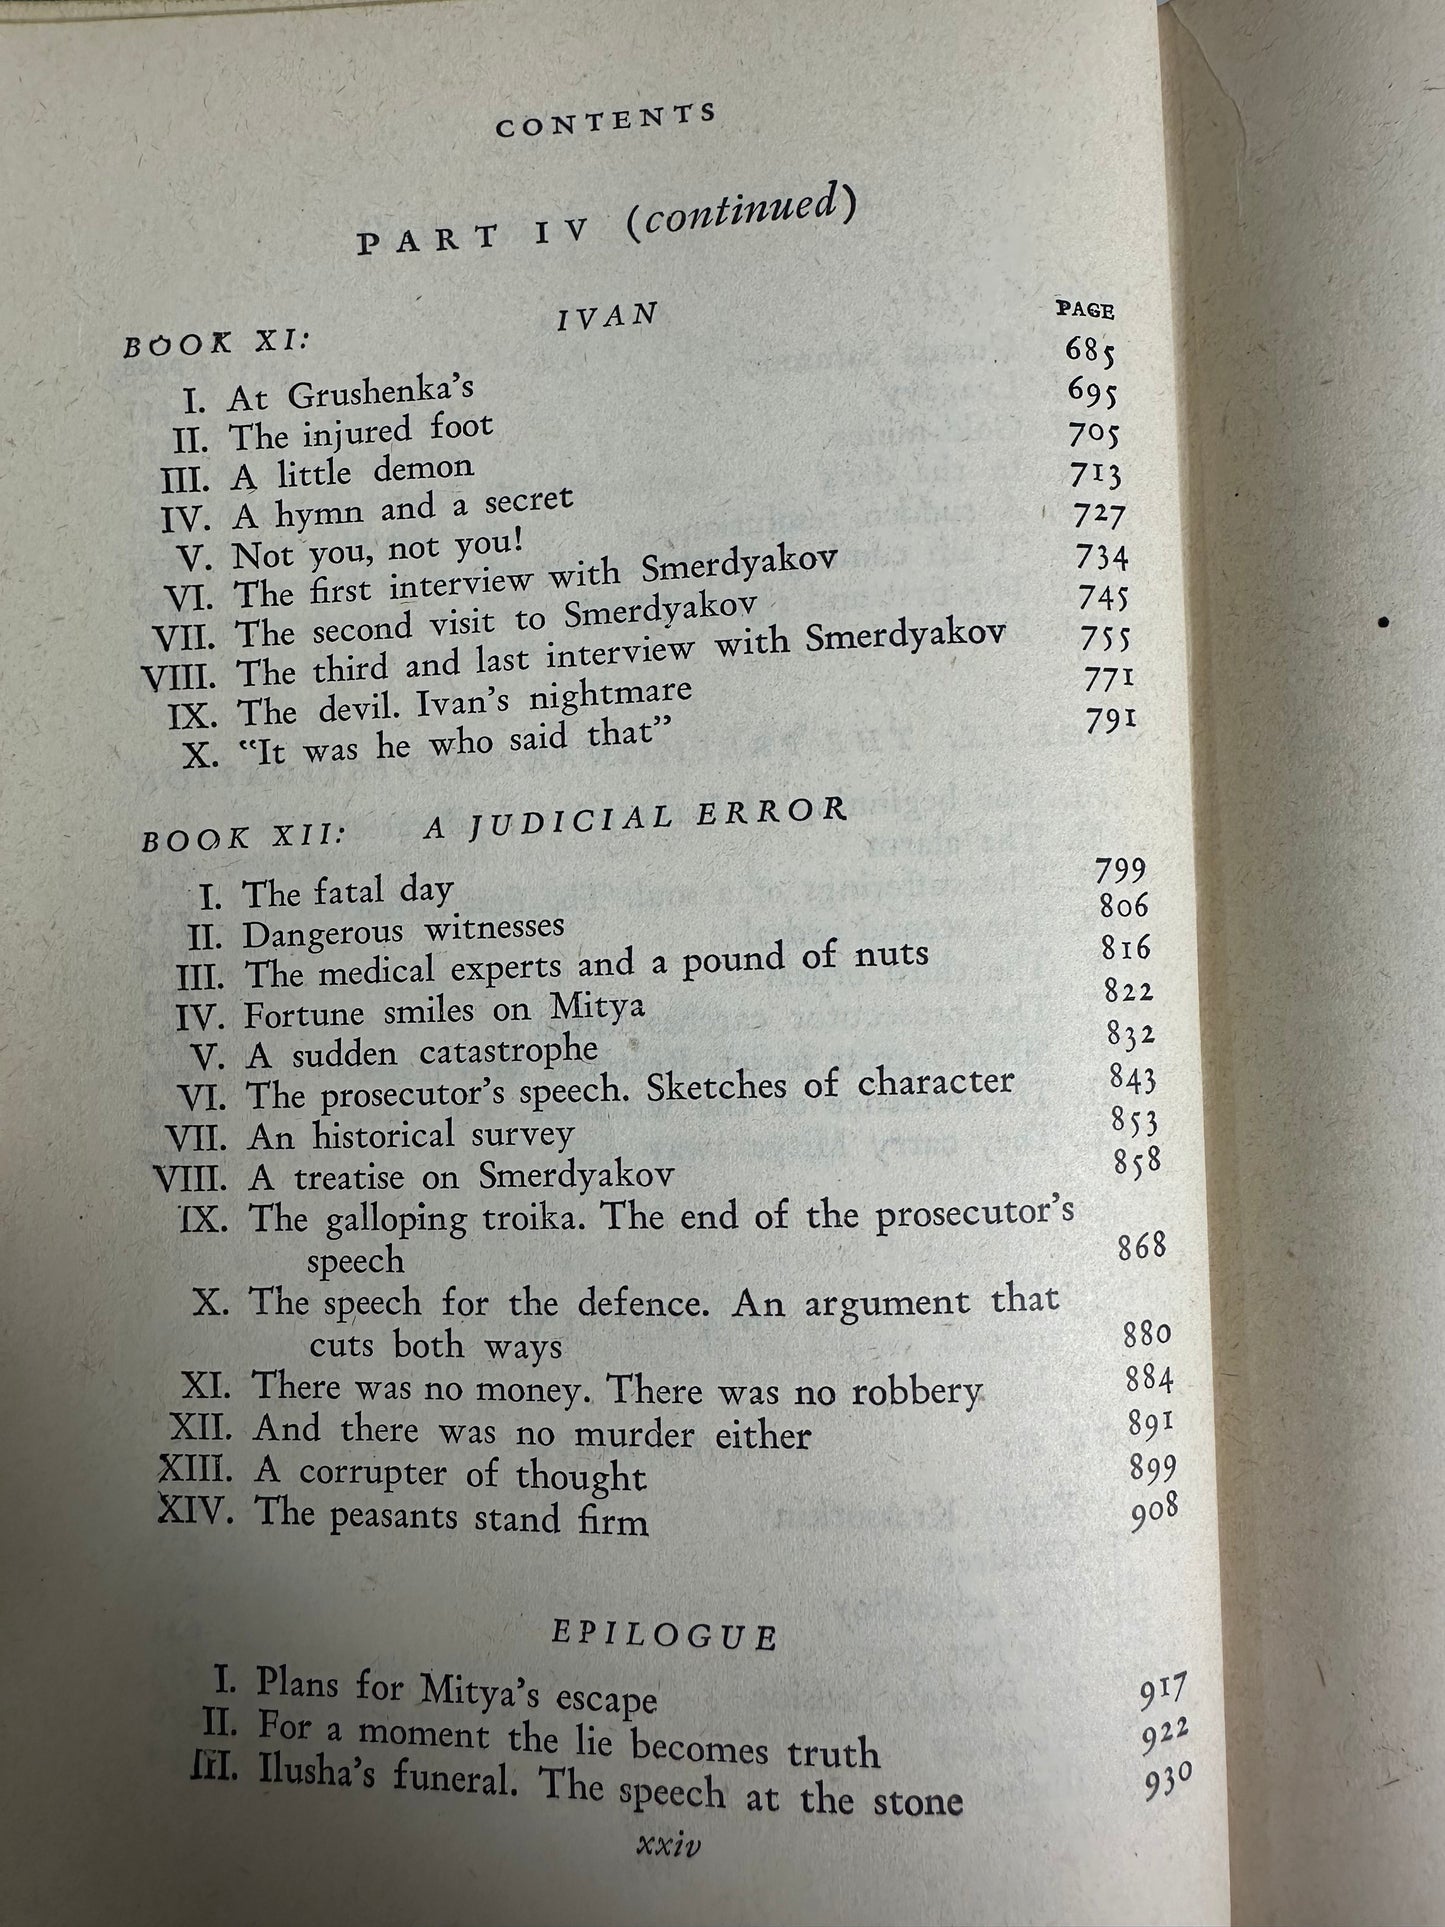 CONTENTS
PART IV (continued)
BOOK XI: IVAN PAGE
I. At Grushenka's 685
II. The injured foot 695
III. A little demon 705
IV. A hymn and a secret 713
V. Not you, not you! 727
VI. The first interview with Smerdyakov 734
VII. The second visit to Smerdyakov 745
VIII. The third and last interview with Smerdyakov 755
IX. The devil. Ivan's nightmare 771
X. “It was he who said that” 791
BOOK XII: A JUDICIAL ERROR
I. The fatal day 799
II. Dangerous witnesses 806
III. The medical experts and a pound of nuts 816
IV. Fortune smiles on Mitya 822
V. A sudden catastrophe 832
VI. The prosecutor's speech. Sketches of character 843
VII. An historical survey 853
VIII. A treatise on Smerdyakov 858
IX. The galloping troika. The end of the prosecutor's
speech 868
X. The speech for the defence. An argument that
cuts both ways 880
XI. There was no money. There was no robbery 884
XII. And there was no murder either 891
XIII. A corrupter of thought 899
XIV. The peasants stand firm 908
EPILOGUE
I. Plans for Mitya's escape 917
II. For a moment the lie becomes truth 922
III. Ilusha's funeral. The speech at the stone 930
xxiv